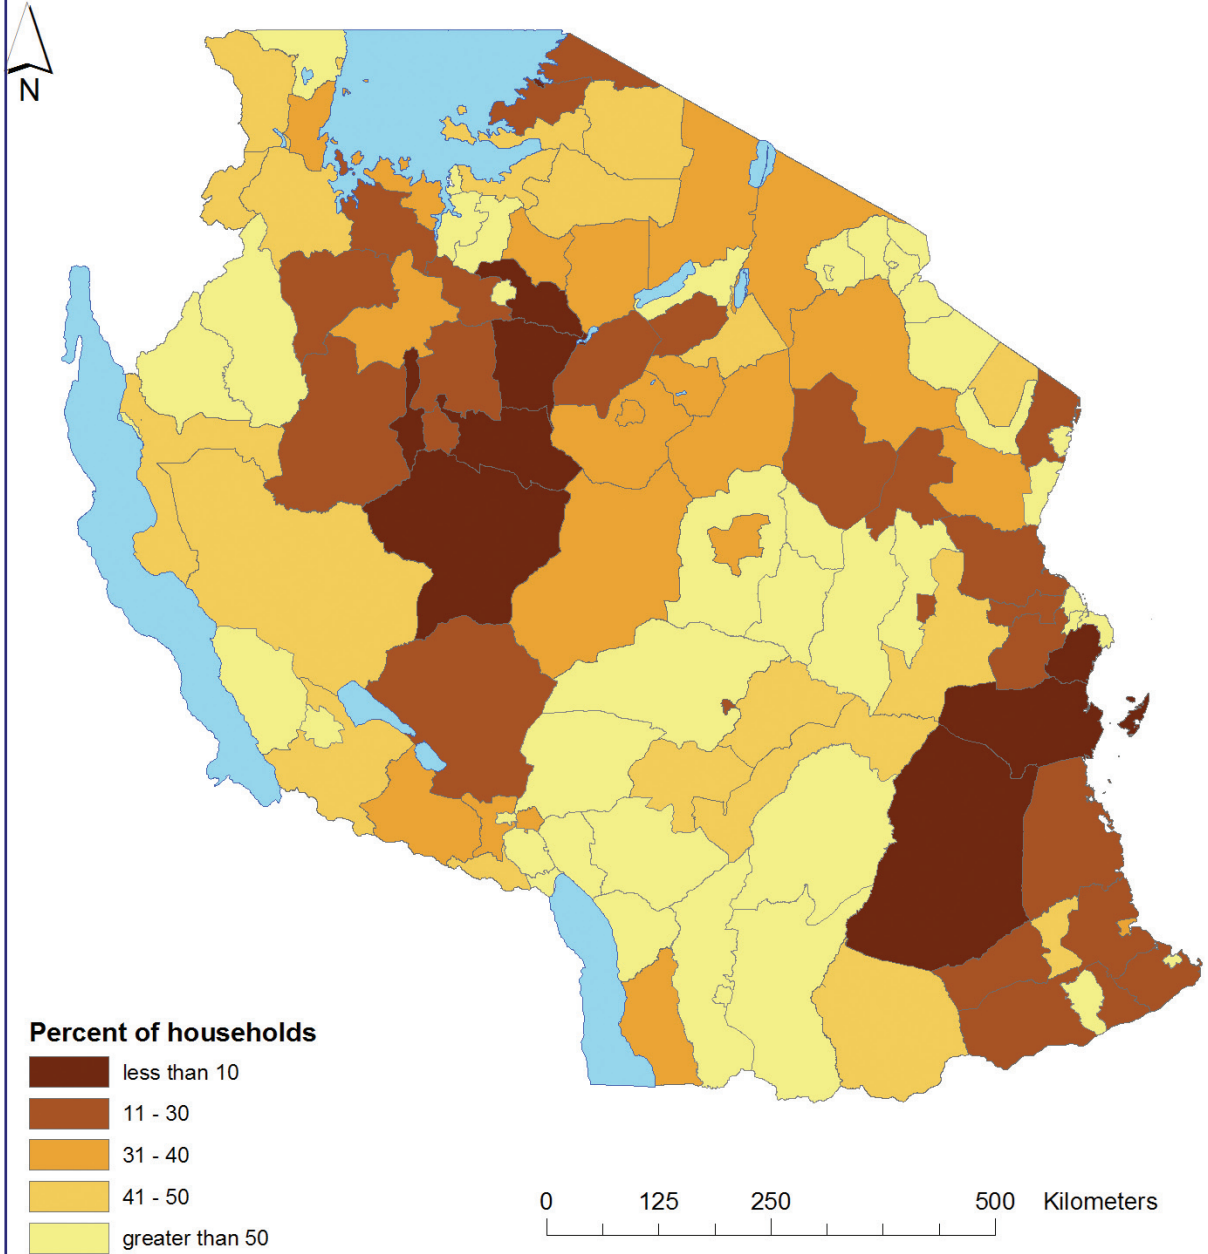 N
Percent of households
less than 10
11 - 30
31 - 40
41 - 50
greater than 50
0 125 250 500 Kilometers